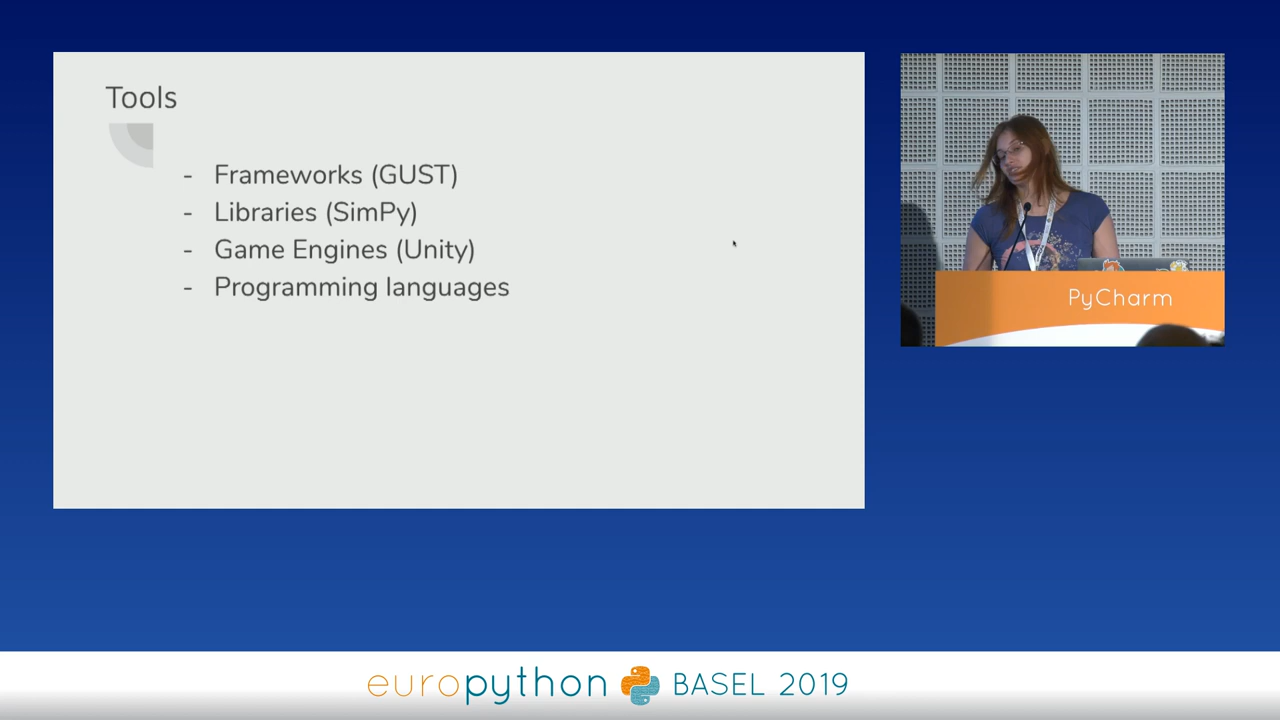 Tools
- Frameworks (GUST)
- Libraries (SimPy)
- Game Engines (Unity)
- Programming languages
PyCharm
europython BASEL 2019